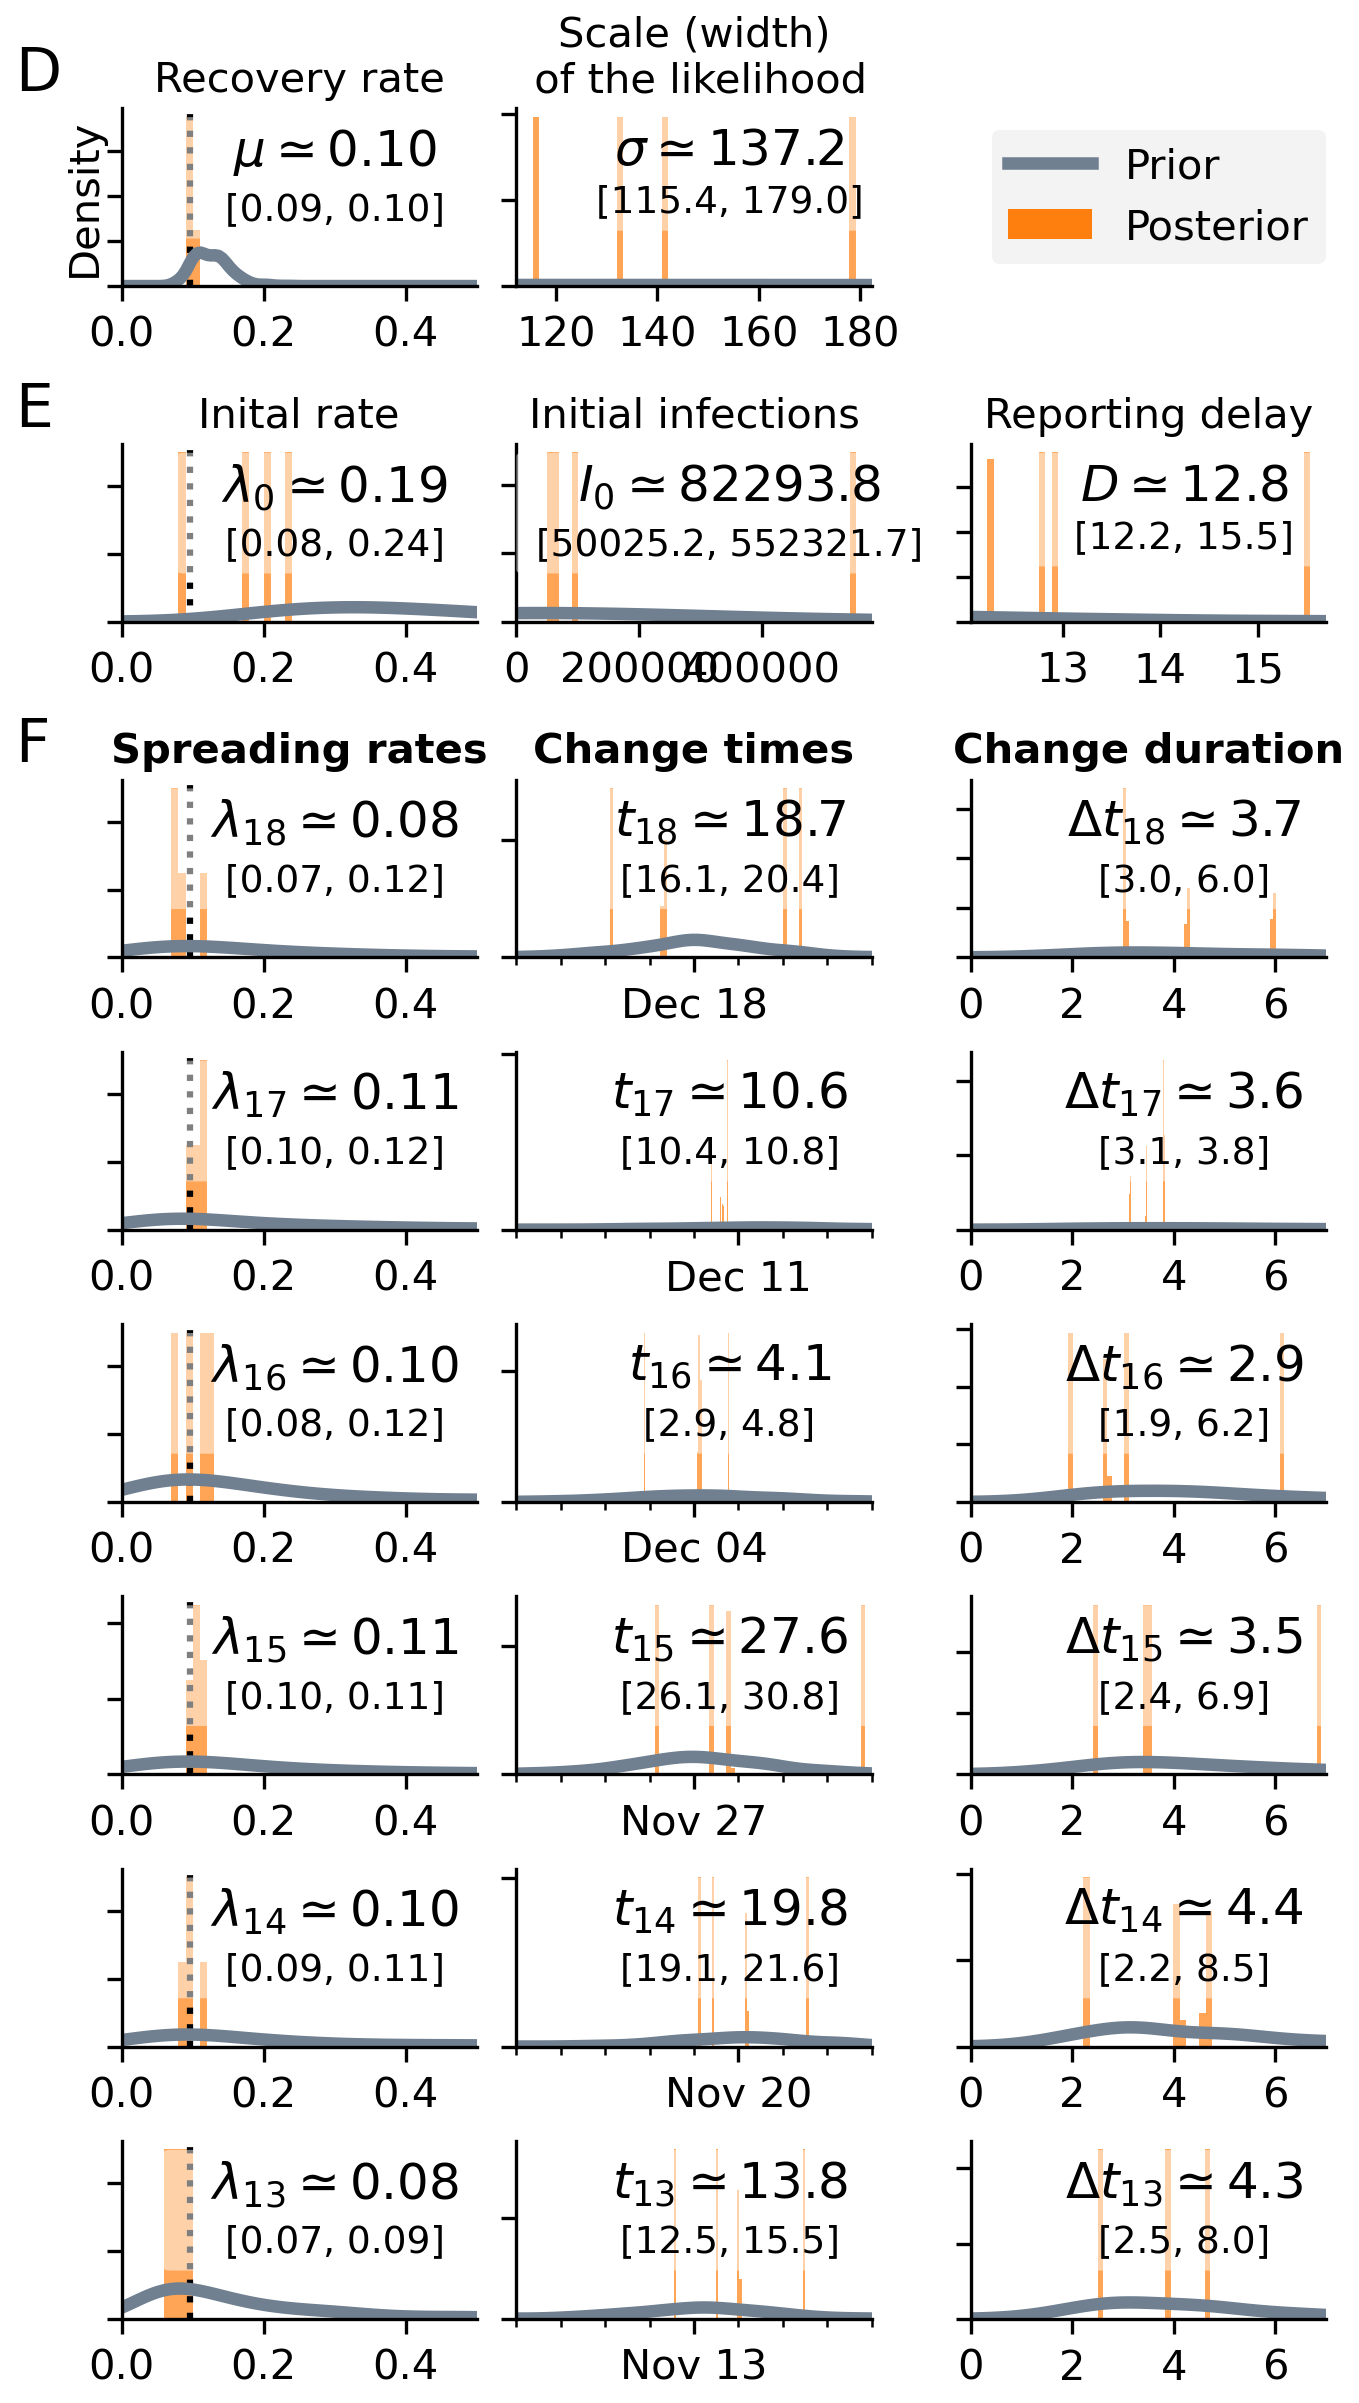 D
Recovery rate
Scale (width)
of the likelihood
Density
μ ≃ 0.10
[0.09, 0.10]
0.0 0.2 0.4
σ ≃ 137.2
[115.4, 179.0]
120 140 160 180
Prior
Posterior
E
Inital rate
λ0 ≃ 0.19
[0.08, 0.24]
0.0 0.2 0.4
Initial infections
I0 ≃ 82293.8
[50025.2, 552321.7]
0 200000 400000
Reporting delay
D ≃ 12.8
[12.2, 15.5]
13 14 15
F
Spreading rates
Change times
Change duration
λ18 ≃ 0.08
[0.07, 0.12]
0.0 0.2 0.4
t18 ≃ 18.7
[16.1, 20.4]
Dec 18
Δt18 ≃ 3.7
[3.0, 6.0]
0 2 4 6
λ17 ≃ 0.11
[0.10, 0.12]
0.0 0.2 0.4
t17 ≃ 10.6
[10.4, 10.8]
Dec 11
Δt17 ≃ 3.6
[3.1, 3.8]
0 2 4 6
λ16 ≃ 0.10
[0.08, 0.12]
0.0 0.2 0.4
t16 ≃ 4.1
[2.9, 4.8]
Dec 04
Δt16 ≃ 2.9
[1.9, 6.2]
0 2 4 6
λ15 ≃ 0.11
[0.10, 0.11]
0.0 0.2 0.4
t15 ≃ 27.6
[26.1, 30.8]
Nov 27
Δt15 ≃ 3.5
[2.4, 6.9]
0 2 4 6
λ14 ≃ 0.10
[0.09, 0.11]
0.0 0.2 0.4
t14 ≃ 19.8
[19.1, 21.6]
Nov 20
Δt14 ≃ 4.4
[2.2, 8.5]
0 2 4 6
λ13 ≃ 0.08
[0.07, 0.09]
0.0 0.2 0.4
t13 ≃ 13.8
[12.5, 15.5]
Nov 13
Δt13 ≃ 4.3
[2.5, 8.0]
0 2 4 6